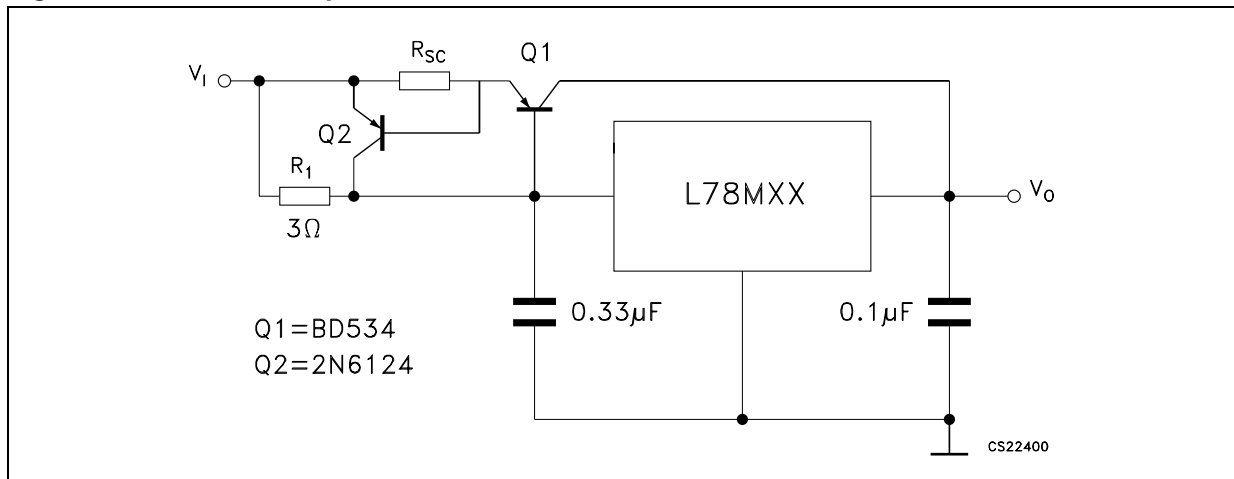 R_SC
Q1
V_I
Q2
R_1
3Ω
L78MXX
V_O
0.33µF
0.1µF
Q1=BD534
Q2=2N6124
CS22400